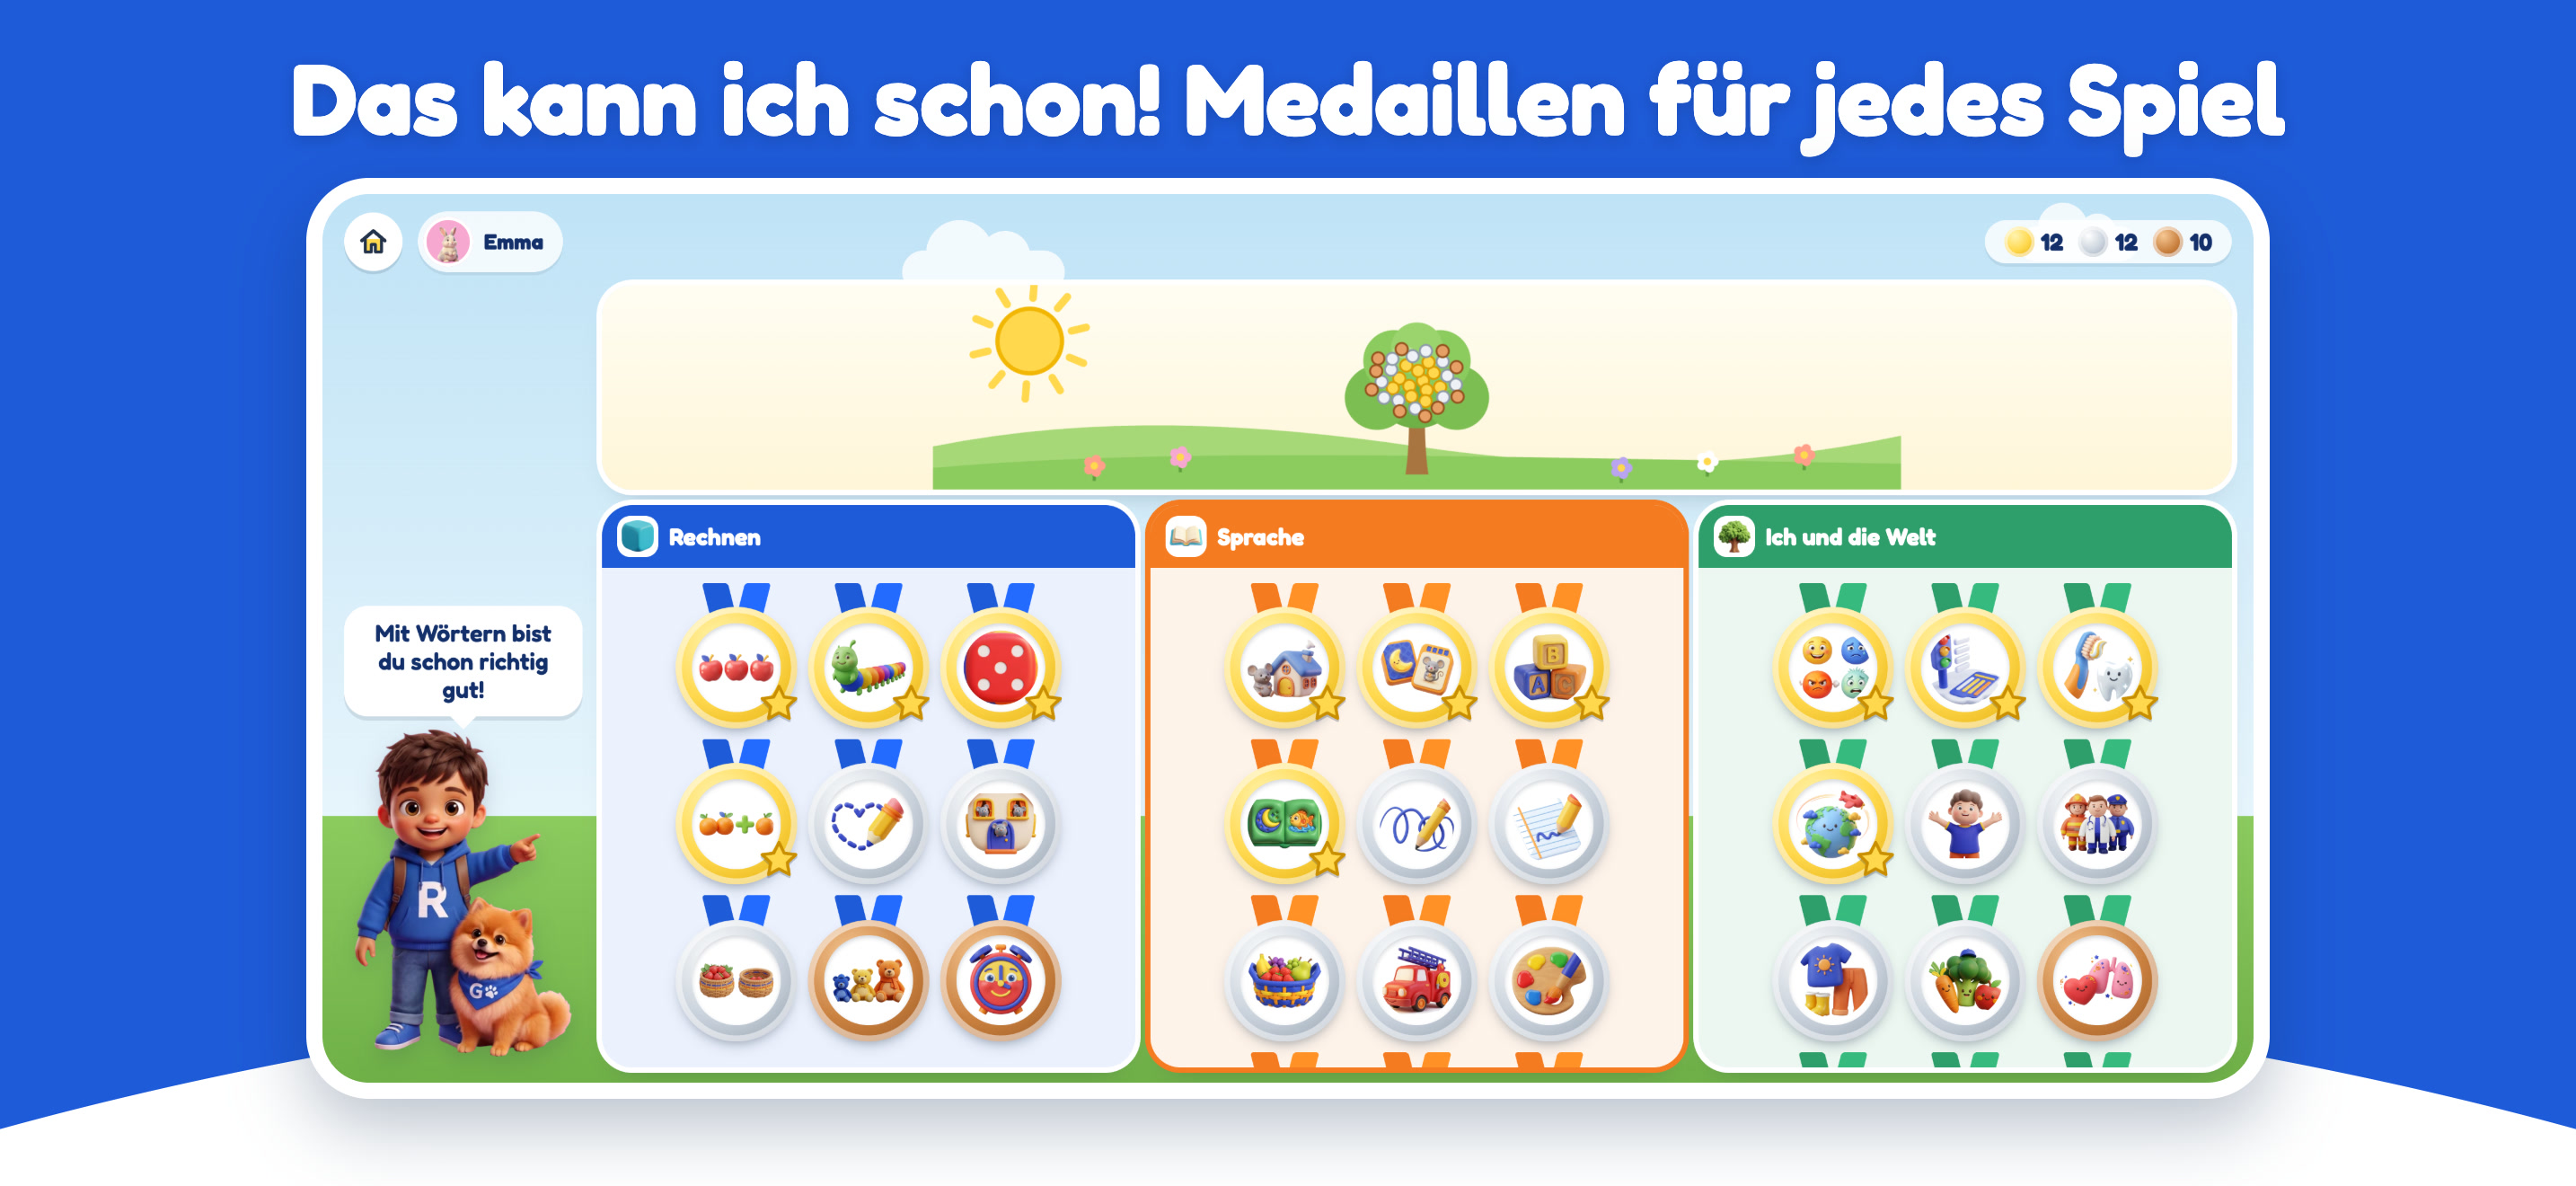 Das kann ich schon! Medaillen für jedes Spiel
Emma
12 12 10
Rechnen
Sprache
Ich und die Welt
Mit Wörtern bist
du schon richtig
gut!
B
A C
R
G